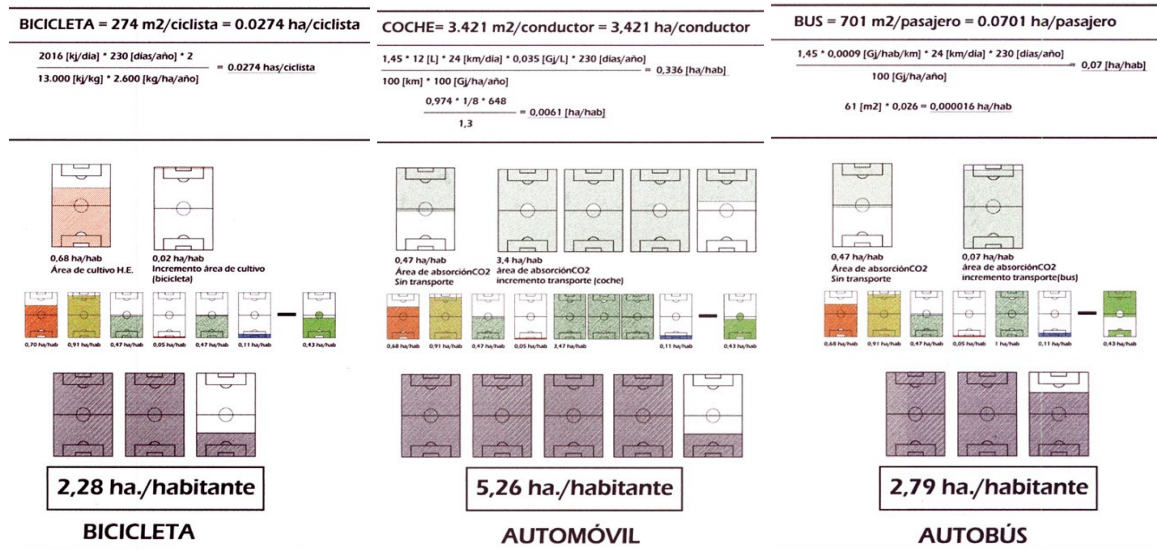 BICICLETA = 274 m2/ciclista = 0.0274 ha/ciclista
2016 [kj/día] * 230 [días/año] * 2
13.000 [kj/kg] * 2.600 [kg/ha/año]
= 0.0274 has/ciclista
0,68 ha/hab
Área de cultivo H.E.
0,02 ha/hab
Incremento área de cultivo
(bicicleta)
0,70 ha/hab
0,91 ha/hab
0,47 ha/hab
0,05 ha/hab
0,47 ha/hab
0,11 ha/hab
0,43 ha/hab
2,28 ha./habitante
BICICLETA
COCHE= 3.421 m2/conductor = 3,421 ha/conductor
1,45 * 12 [L] * 24 [km/día] * 0,035 [Gj/L] * 230 [días/año]
100 [km] * 100 [Gj/ha/año]
= 0,336 [ha/hab]
0,974 * 1/8 * 648
1,3
= 0,0061 [ha/hab]
0,47 ha/hab
Área de absorciónCO2
Sin transporte
3,4 ha/hab
área de absorciónCO2
incremento transporte (coche)
0,68 ha/hab
0,91 ha/hab
0,47 ha/hab
0,05 ha/hab
3,47 ha/hab
0,11 ha/hab
0,43 ha/hab
5,26 ha./habitante
AUTOMÓVIL
BUS = 701 m2/pasajero = 0.0701 ha/pasajero
1,45 * 0,0009 [Gj/hab/km] * 24 [km/día] * 230 [días/año]
100 [Gj/ha/año]
= 0,07 [ha/hab]
61 [m2] * 0,026 = 0,000016 ha/hab
0,47 ha/hab
Área de absorciónCO2
Sin transporte
0,07 ha/hab
área de absorciónCO2
incremento transporte(bus)
0,68 ha/hab
0,91 ha/hab
0,47 ha/hab
0,05 ha/hab
1 ha/hab
0,11 ha/hab
0,43 ha/hab
2,79 ha./habitante
AUTOBÚS